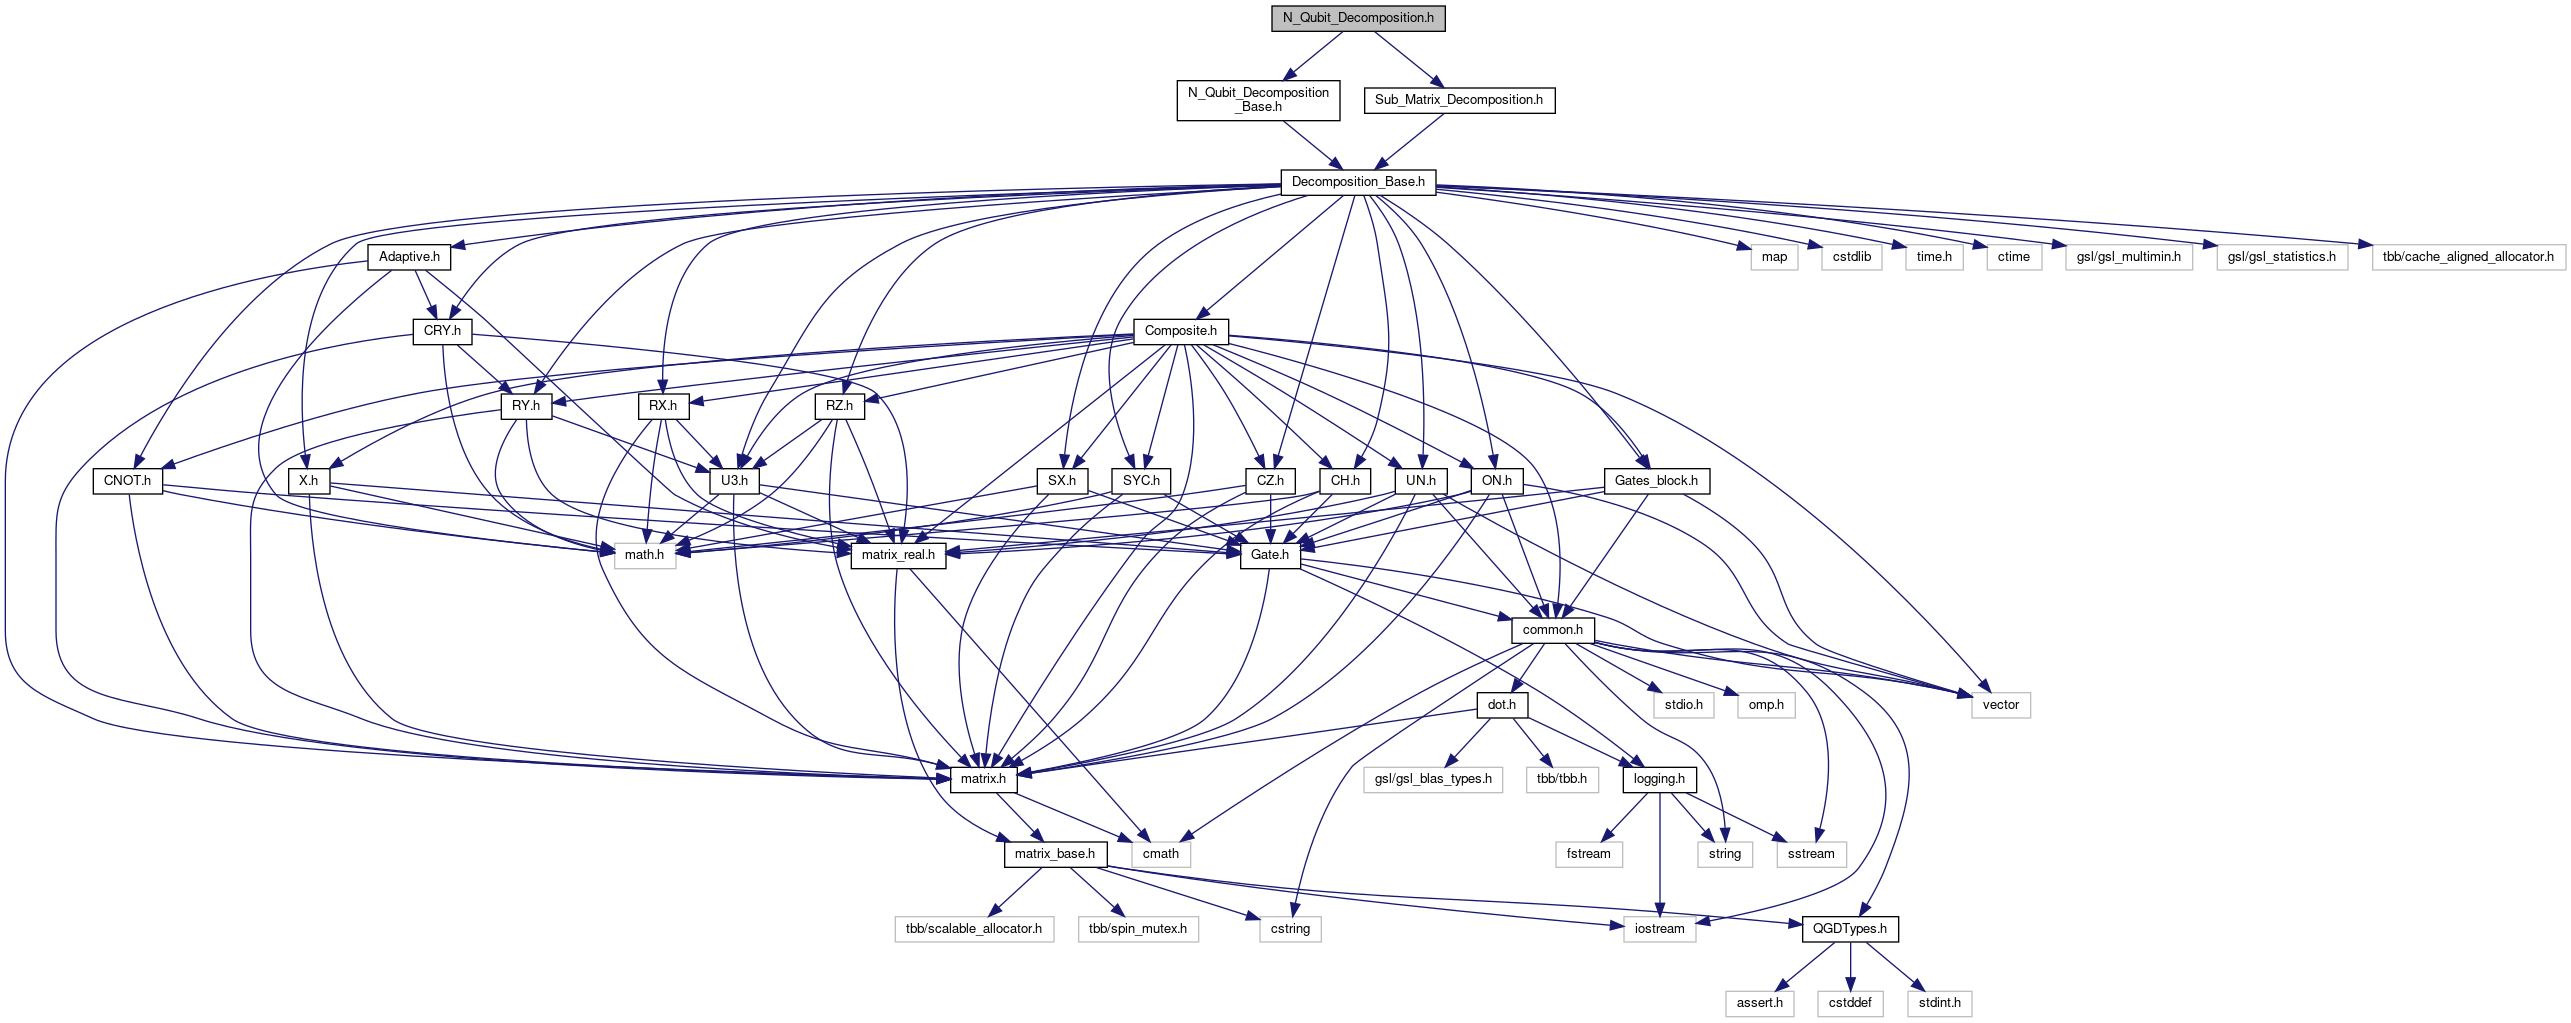 N_Qubit_Decomposition.h
N_Qubit_Decomposition
_Base.h
Sub_Matrix_Decomposition.h
Decomposition_Base.h
Adaptive.h
map
cstdlib
time.h
ctime
gsl/gsl_multimin.h
gsl/gsl_statistics.h
tbb/cache_aligned_allocator.h
CRY.h
Composite.h
RY.h
RX.h
RZ.h
CNOT.h
X.h
U3.h
SX.h
SYC.h
CZ.h
CH.h
UN.h
ON.h
Gates_block.h
math.h
matrix_real.h
Gate.h
common.h
dot.h
stdio.h
omp.h
vector
matrix.h
gsl/gsl_blas_types.h
tbb/tbb.h
logging.h
matrix_base.h
cmath
fstream
string
sstream
tbb/scalable_allocator.h
tbb/spin_mutex.h
cstring
iostream
QGDTypes.h
assert.h
cstddef
stdint.h